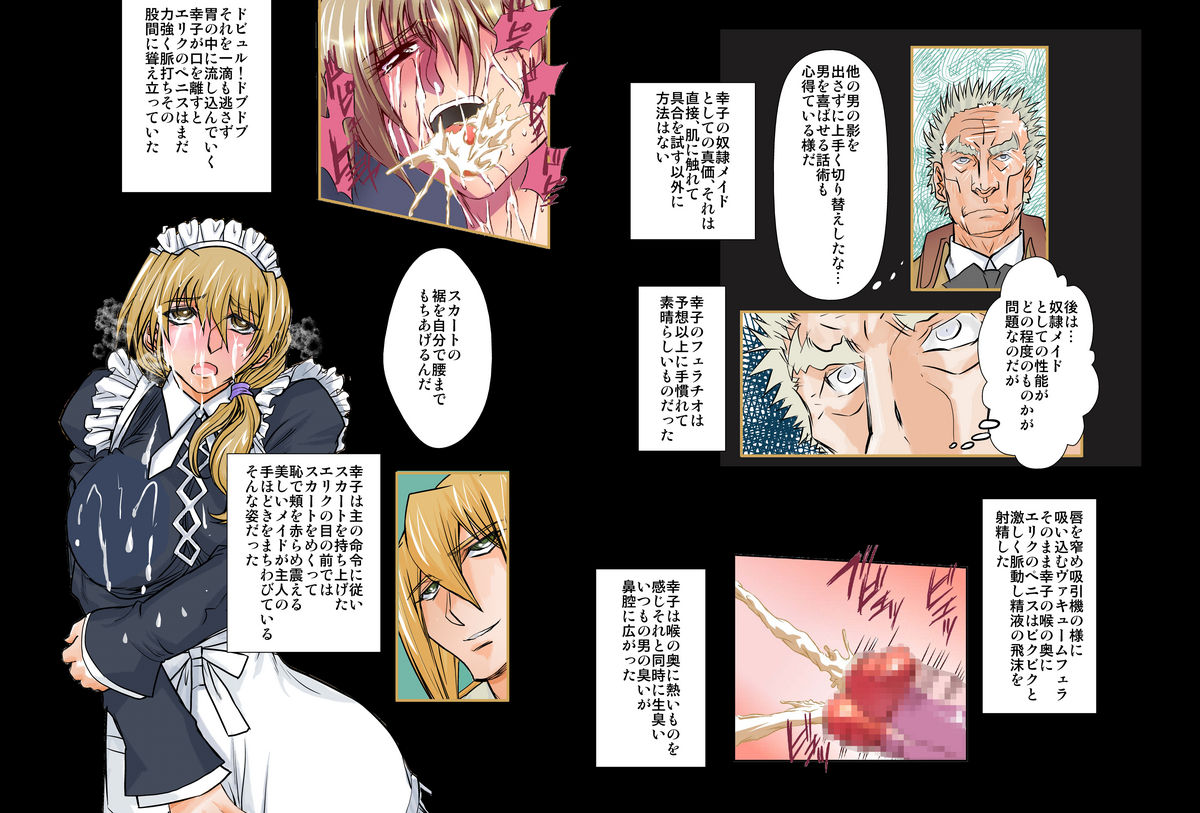 他の男の影を
出さずに上手く切り替えしたな…
男を喜ばせる話術も
心得ている様だ
幸子の奴隷メイド
としての真価、それは
直接、肌に触れて
具合を試す以外に
方法はない
後は…
奴隷メイド
としての性能が
どの程度のものかが
問題なのだが
幸子のフェラチオは
予想以上に手慣れて
素晴らしいものだった
唇を窄め吸引機の様に
吸い込むヴァキュームフェラ
そのまま幸子の喉の奥に
エリクのペニスはビクビクと
激しく脈動し精液の飛沫を
射精した
ビュッ
ビュッ
幸子は喉の奥に熱いものを
感じそれと同時に生臭い
いつもの男の臭いが
鼻腔に広がった
ドビュル！ドブドブ
それを一滴も逃さず
胃の中に流し込んでいく
幸子が口を離すと
エリクのペニスはまだ
力強く脈打ちその
股間に聳え立っていた
スカートの
裾を自分で腰まで
もちあげるんだ
幸子は主の命令に従い
スカートを持ち上げた
エリクの目の前では
スカートをめくって
恥で頬を赤らめ震える
美しいメイドが主人の
手ほどきをまちわびている
そんな姿だった